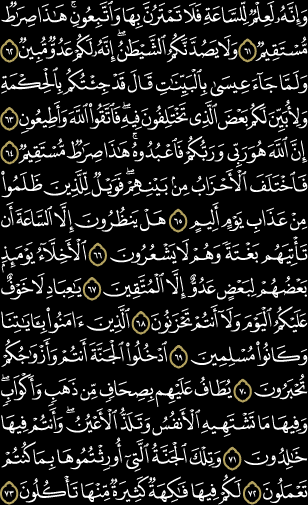 وَإِنَّهُۥ لَعِلْمٌ لِّلسَّاعَةِ فَلَا تَمْتَرُنَّ بِهَا وَٱتَّبِعُونِ ۚ هَٰذَا صِرَٰطٌ
مُّسْتَقِيمٌ ٦١ وَلَا يَصُدَّنَّكُمُ ٱلشَّيْطَٰنُ ۖ إِنَّهُۥ لَكُمْ عَدُوٌّ مُّبِينٌ ٦٢
وَلَمَّا جَآءَ عِيسَىٰ بِٱلْبَيِّنَٰتِ قَالَ قَدْ جِئْتُكُم بِٱلْحِكْمَةِ
وَلِأُبَيِّنَ لَكُم بَعْضَ ٱلَّذِى تَخْتَلِفُونَ فِيهِ ۖ فَٱتَّقُوا۟ ٱللَّهَ وَأَطِيعُونِ ٦٣
إِنَّ ٱللَّهَ هُوَ رَبِّى وَرَبُّكُمْ فَٱعْبُدُوهُ ۚ هَٰذَا صِرَٰطٌ مُّسْتَقِيمٌ ٦٤
فَٱخْتَلَفَ ٱلْأَحْزَابُ مِنۢ بَيْنِهِمْ ۖ فَوَيْلٌ لِّلَّذِينَ ظَلَمُوا۟
مِنْ عَذَابِ يَوْمٍ أَلِيمٍ ٦٥ هَلْ يَنظُرُونَ إِلَّا ٱلسَّاعَةَ أَن
تَأْتِيَهُم بَغْتَةً وَهُمْ لَا يَشْعُرُونَ ٦٦ ٱلْأَخِلَّآءُ يَوْمَئِذٍۭ
بَعْضُهُمْ لِبَعْضٍ عَدُوٌّ إِلَّا ٱلْمُتَّقِينَ ٦٧ يَٰعِبَادِ لَا خَوْفٌ
عَلَيْكُمُ ٱلْيَوْمَ وَلَآ أَنتُمْ تَحْزَنُونَ ٦٨ ٱلَّذِينَ ءَامَنُوا۟ بِـَٔايَٰتِنَا
وَكَانُوا۟ مُسْلِمِينَ ٦٩ ٱدْخُلُوا۟ ٱلْجَنَّةَ أَنتُمْ وَأَزْوَٰجُكُمْ
تُحْبَرُونَ ٧٠ يُطَافُ عَلَيْهِم بِصِحَافٍ مِّن ذَهَبٍ وَأَكْوَابٍ ۖ
وَفِيهَا مَا تَشْتَهِيهِ ٱلْأَنفُسُ وَتَلَذُّ ٱلْأَعْيُنُ ۖ وَأَنتُمْ فِيهَا
خَٰلِدُونَ ٧١ وَتِلْكَ ٱلْجَنَّةُ ٱلَّتِىٓ أُورِثْتُمُوهَا بِمَا كُنتُمْ
تَعْمَلُونَ ٧٢ لَكُمْ فِيهَا فَٰكِهَةٌ كَثِيرَةٌ مِّنْهَا تَأْكُلُونَ ٧٣